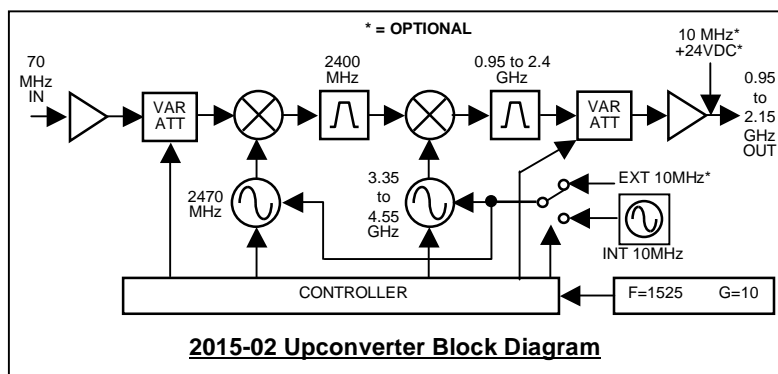 * = OPTIONAL
70
MHz
IN
VAR
ATT
2400
MHz
0.95 to 2.4
GHz
VAR
ATT
10 MHz*
+24VDC*
0.95
to
2.15
GHz
OUT
2470
MHz
3.35
to
4.55
GHz
EXT 10MHz*
INT 10MHz
CONTROLLER
F=1525 G=10
2015-02 Upconverter Block Diagram